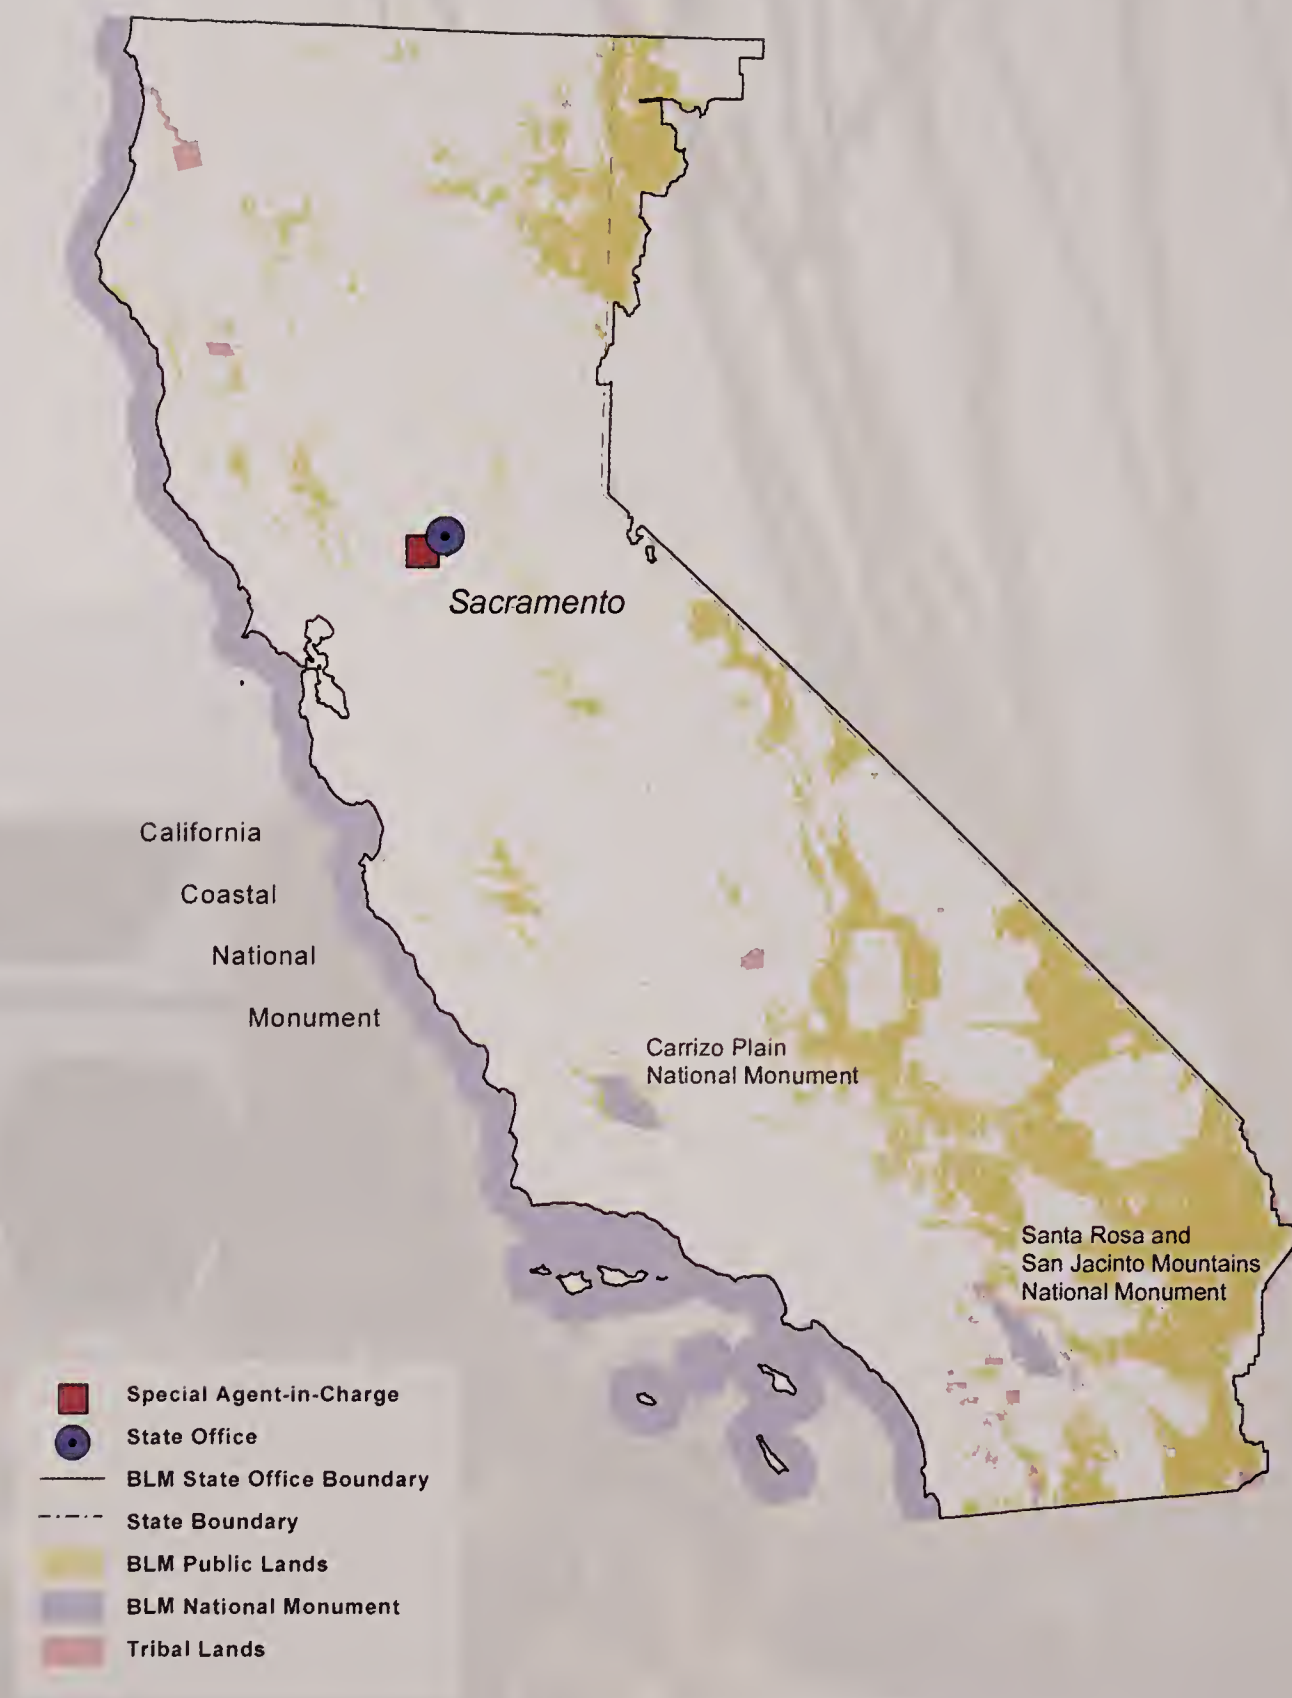 Sacramento
California
Coastal
National
Monument
Carrizo Plain
National Monument
Santa Rosa and
San Jacinto Mountains
National Monument
Special Agent-in-Charge
State Office
BLM State Office Boundary
State Boundary
BLM Public Lands
BLM National Monument
Tribal Lands